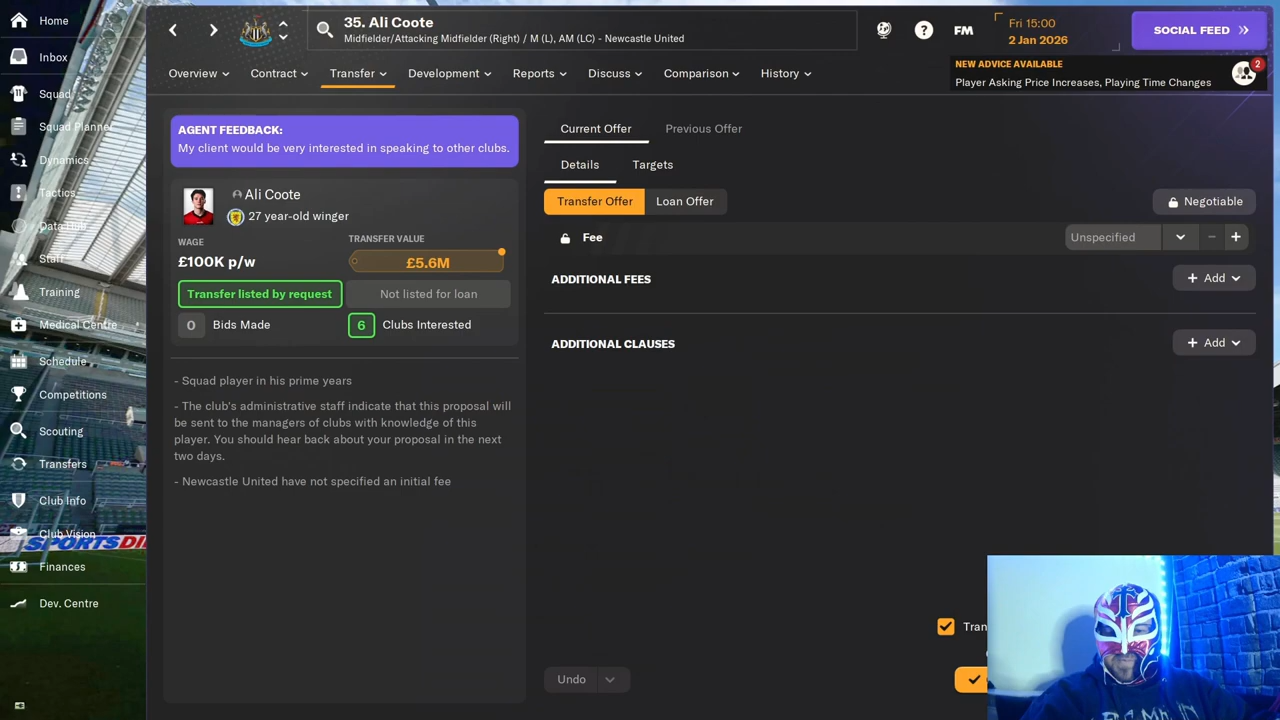 Home
Inbox
Squad
Squad Planner
Dynamics
Tactics
Data Hub
Staff
Training
Medical Centre
Schedule
Competitions
Scouting
Transfers
Club Info
Club Vision
Finances
Dev. Centre
35. Ali Coote
Midfielder/Attacking Midfielder (Right) / M (L), AM (LC) - Newcastle United
FM
Fri 15:00
2 Jan 2026
SOCIAL FEED
Overview
Contract
Transfer
Development
Reports
Discuss
Comparison
History
NEW ADVICE AVAILABLE
Player Asking Price Increases, Playing Time Changes
2
AGENT FEEDBACK:
My client would be very interested in speaking to other clubs.
Ali Coote
27 year-old winger
WAGE
£100K p/w
TRANSFER VALUE
£5.6M
Transfer listed by request
Not listed for loan
0 Bids Made
6 Clubs Interested
- Squad player in his prime years
- The club's administrative staff indicate that this proposal will
be sent to the managers of clubs with knowledge of this
player. You should hear back about your proposal in the next
two days.
- Newcastle United have not specified an initial fee
Current Offer
Previous Offer
Details
Targets
Transfer Offer
Loan Offer
Negotiable
Fee
Unspecified
ADDITIONAL FEES
Add
ADDITIONAL CLAUSES
Add
Undo